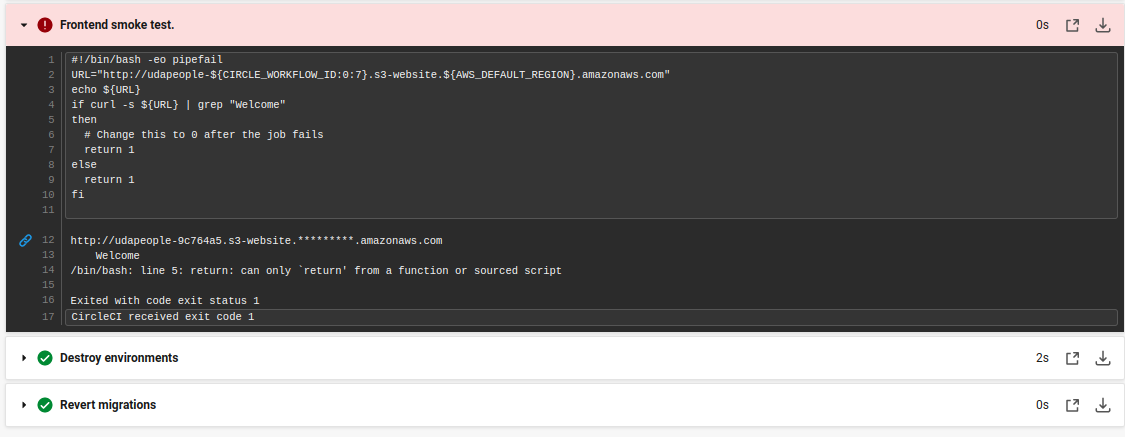 Frontend smoke test.
0s
1 #!/bin/bash -eo pipefail
2 URL="http://udapeople-${CIRCLE_WORKFLOW_ID:0:7}.s3-website.${AWS_DEFAULT_REGION}.amazonaws.com"
3 echo ${URL}
4 if curl -s ${URL} | grep "Welcome"
5 then
6   # Change this to 0 after the job fails
7   return 1
8 else
9   return 1
10 fi
11
12 http://udapeople-9c764a5.s3-website.*********.amazonaws.com
13     Welcome
14 /bin/bash: line 5: return: can only `return' from a function or sourced script
15
16 Exited with code exit status 1
17 CircleCI received exit code 1
Destroy environments
2s
Revert migrations
0s